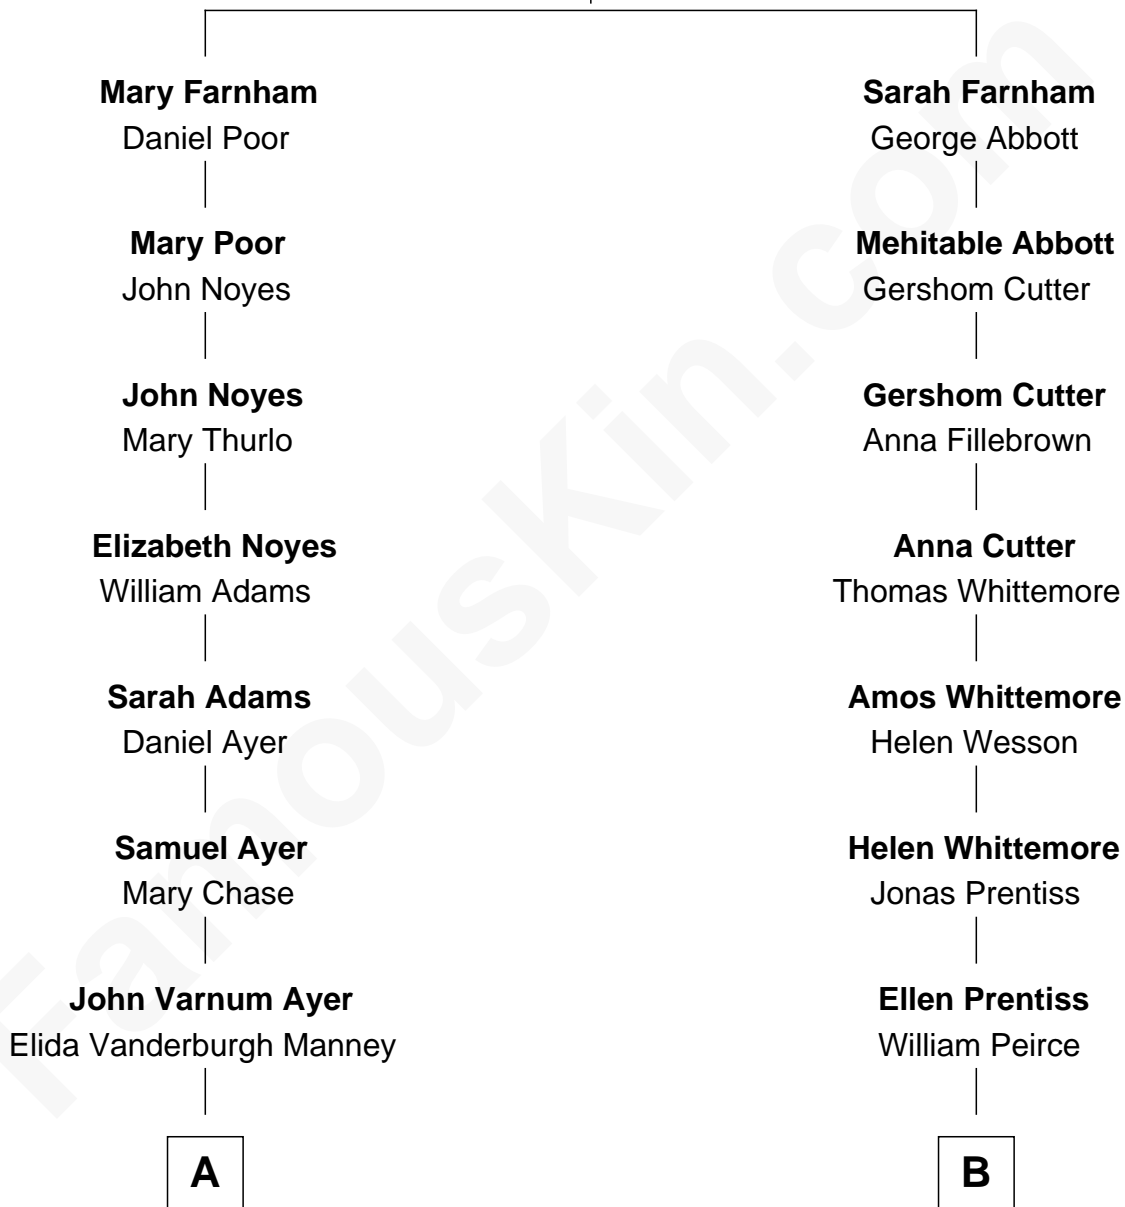 Mary Farnham
Daniel Poor
Mary Poor
John Noyes
John Noyes
Mary Thurlo
Elizabeth Noyes
William Adams
Sarah Adams
Daniel Ayer
Samuel Ayer
Mary Chase
John Varnum Ayer
Elida Vanderburgh Manney
A
Sarah Farnham
George Abbott
Mehitable Abbott
Gershom Cutter
Gershom Cutter
Anna Fillebrown
Anna Cutter
Thomas Whittemore
Amos Whittemore
Helen Wesson
Helen Whittemore
Jonas Prentiss
Ellen Prentiss
William Peirce
B
FamousKin.com